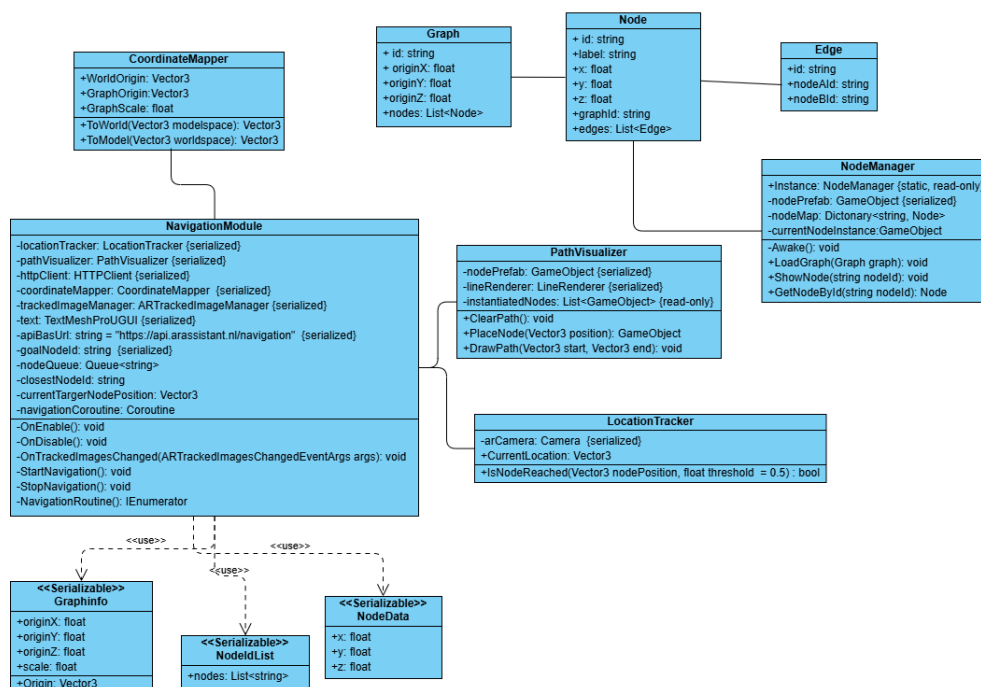 CoordinateMapper
+WorldOrigin: Vector3
+GraphOrigin:Vector3
+GraphScale: float
+ToWorld(Vector3 modelspace): Vector3
+ToModel(Vector3 worldspace): Vector3
Graph
+ id: string
+ originX: float
+originY: float
+originZ: float
+nodes: List<Node>
Node
+ id: string
+label: string
+x: float
+y: float
+z: float
+graphId: string
+edges: List<Edge>
Edge
+id: string
+nodeAId: string
+nodeBId: string
NodeManager
+Instance: NodeManager {static, read-only}
-nodePrefab: GameObject {serialized}
-nodeMap: Dictonary<string, Node>
-currentNodeInstance:GameObject
-Awake(): void
+LoadGraph(Graph graph): void
+ShowNode(string nodeId): void
+GetNodeById(string nodeId): Node
NavigationModule
-locationTracker: LocationTracker {serialized}
-pathVisualizer: PathVisualizer {serialized}
-httpClient: HTTPClient {serialized}
-coordinateMapper: CoordinateMapper {serialized}
-trackedImageManager: ARTrackedImageManager {serialized}
-text: TextMeshProUGUI {serialized}
-apiBasUrl: string = "https://api.arassistant.nl/navigation" {serialized}
-goalNodeId: string {serialized}
-nodeQueue: Queue<string>
-closestNodeId: string
-currentTargerNodePosition: Vector3
-navigationCoroutine: Coroutine
-OnEnable(): void
-OnDisable(): void
-OnTrackedImagesChanged(ARTrackedImagesChangedEventArgs args): void
-StartNavigation(): void
-StopNavigation(): void
-NavigationRoutine(): IEnumerator
PathVisualizer
-nodePrefab: GameObject {serialized}
-lineRenderer: LineRenderer {serialized}
-instantiatedNodes: List<GameObject> {read-only}
+ClearPath(): void
+PlaceNode(Vector3 position): GameObject
+DrawPath(Vector3 start, Vector3 end): void
LocationTracker
-arCamera: Camera {serialized}
+CurrentLocation: Vector3
+IsNodeReached(Vector3 nodePosition, float threshold = 0.5) : bool
<<use>>
<<use>>
<<use>>
<<Serializable>>
Graphinfo
+originX: float
+originY: float
+originZ: float
+scale: float
+Origin: Vector3
<<Serializable>>
NodeIdList
+nodes: List<string>
<<Serializable>>
NodeData
+x: float
+y: float
+z: float